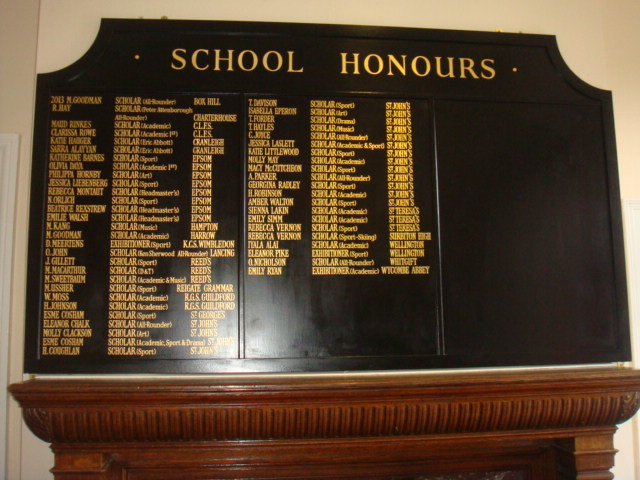 SCHOOL HONOURS
2013 M.GOODMAN SCHOLAR (All-Rounder) BOX HILL
R. HAY SCHOLAR (Peter Attenborough
All-Rounder) CHARTERHOUSE
MAUD RINKES SCHOLAR (Academic) C.L.F.S.
CLARISSA ROWE SCHOLAR (Academic 1st) C.L.F.S.
KATIE HARGER SCHOLAR (Eric Abbott) CRANLEIGH
SARRA ALAYYAN SCHOLAR (Eric Abbott) CRANLEIGH
KATHERINE BARNES SCHOLAR (Sport) EPSOM
OLIVIA DAYA SCHOLAR (Academic 1st) EPSOM
PHILIPPA HORNBY SCHOLAR (Art) EPSOM
JESSICA LIEBENBERG SCHOLAR (Sport) EPSOM
REBECCA MONTAUT SCHOLAR (Headmaster's) EPSOM
N. ORLICH SCHOLAR (Sport) EPSOM
BEATRICE REXSTREW SCHOLAR (Headmaster's) EPSOM
EMILIE WALSH SCHOLAR (Headmaster's) EPSOM
M. KANG SCHOLAR (Music) HAMPTON
M. GOODMAN SCHOLAR (Academic) HARROW
D. MEERTENS EXHIBITIONER (Sport) K.C.S. WIMBLEDON
O. JOHN SCHOLAR (Ken Shearwood All-Rounder) LANCING
J. GILLETT SCHOLAR (Sport) REED'S
M. MACARTHUR SCHOLAR (D&T) REED'S
M. SWEETBAUM SCHOLAR (Academic & Music) REED'S
M. USSHER SCHOLAR (Sport) REIGATE GRAMMAR
W. MOSS SCHOLAR (Academic) R.G.S. GUILDFORD
H. JOHNSON SCHOLAR (Academic) R.G.S. GUILDFORD
ESME COSHAM SCHOLAR (Sport) ST GEORGE'S
ELEANOR CHALK SCHOLAR (All-Rounder) ST JOHN'S
MOLLY CLACKSON SCHOLAR (Art) ST JOHN'S
ESME COSHAM SCHOLAR (Academic, Sport & Drama) ST JOHN'S
H. COUGHLAN SCHOLAR (Sport) ST JOHN'S
T. DAVISON SCHOLAR (Sport) ST. JOHN'S
ISABELLA EPERON SCHOLAR (Art) ST. JOHN'S
T. FORDER SCHOLAR (Drama) ST. JOHN'S
T. HAYLES SCHOLAR (Music) ST. JOHN'S
C. JOYCE SCHOLAR (All-Rounder) ST. JOHN'S
JESSICA LASLETT SCHOLAR (Academic & Sport) ST. JOHN'S
KATIE LITTLEWOOD SCHOLAR (Sport) ST. JOHN'S
MOLLY MAY SCHOLAR (Academic) ST. JOHN'S
MACY McCUTCHEON SCHOLAR (Sport) ST. JOHN'S
A. PARKER SCHOLAR (All-Rounder) ST. JOHN'S
GEORGINA RADLEY SCHOLAR (Sport) ST. JOHN'S
H. ROBINSON SCHOLAR (Academic) ST. JOHN'S
AMBER WALTON SCHOLAR (Sport) ST. JOHN'S
SIENNA LAKIN SCHOLAR (Academic) ST TERESA'S
EMILY SIMM SCHOLAR (Academic) ST TERESA'S
REBECCA VERNON SCHOLAR (Sport) ST TERESA'S
REBECCA VERNON SCHOLAR (Sport-Skiing) SURBITON HIGH
ITALA ALAI SCHOLAR (Academic) WELLINGTON
ELEANOR PIKE EXHIBITIONER (Sport) WELLINGTON
O. NICHOLSON SCHOLAR (All-Rounder) WHITGIFT
EMILY RYAN EXHIBITIONER (Academic) WYCOMBE ABBEY